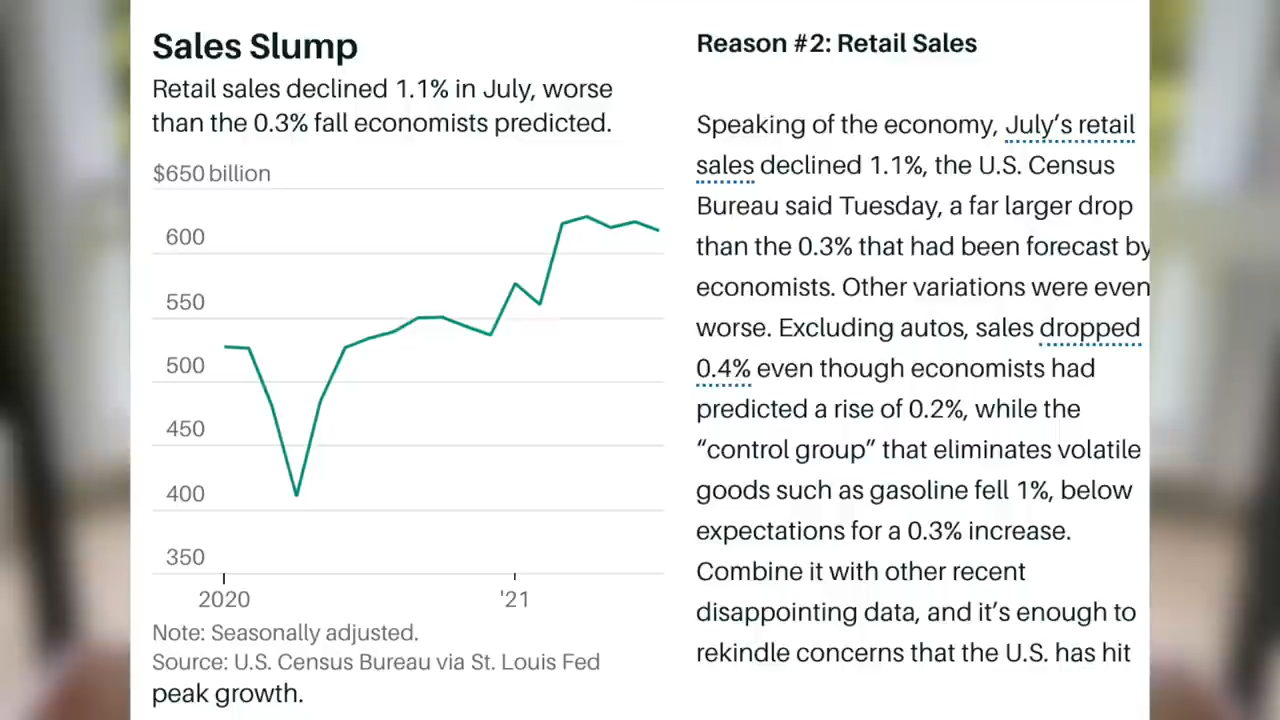 Sales Slump
Retail sales declined 1.1% in July, worse
than the 0.3% fall economists predicted.
$650 billion
600
550
500
450
400
350
2020
'21
Note: Seasonally adjusted.
Source: U.S. Census Bureau via St. Louis Fed
Reason #2: Retail Sales
Speaking of the economy, July’s retail
sales declined 1.1%, the U.S. Census
Bureau said Tuesday, a far larger drop
than the 0.3% that had been forecast by
economists. Other variations were even
worse. Excluding autos, sales dropped
0.4% even though economists had
predicted a rise of 0.2%, while the
“control group” that eliminates volatile
goods such as gasoline fell 1%, below
expectations for a 0.3% increase.
Combine it with other recent
disappointing data, and it’s enough to
rekindle concerns that the U.S. has hit
peak growth.